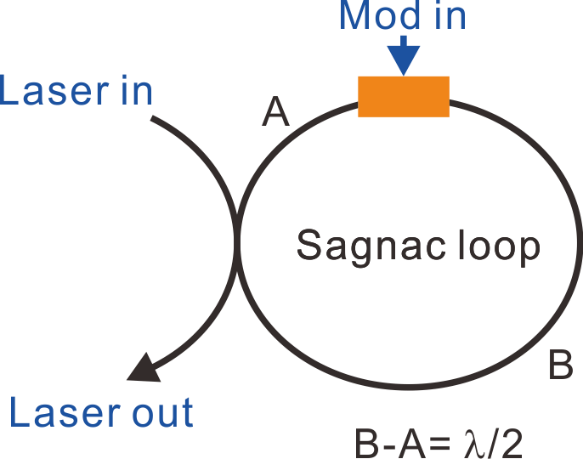 Mod in
Laser in
A
Sagnac loop
B
Laser out
B-A= λ/2